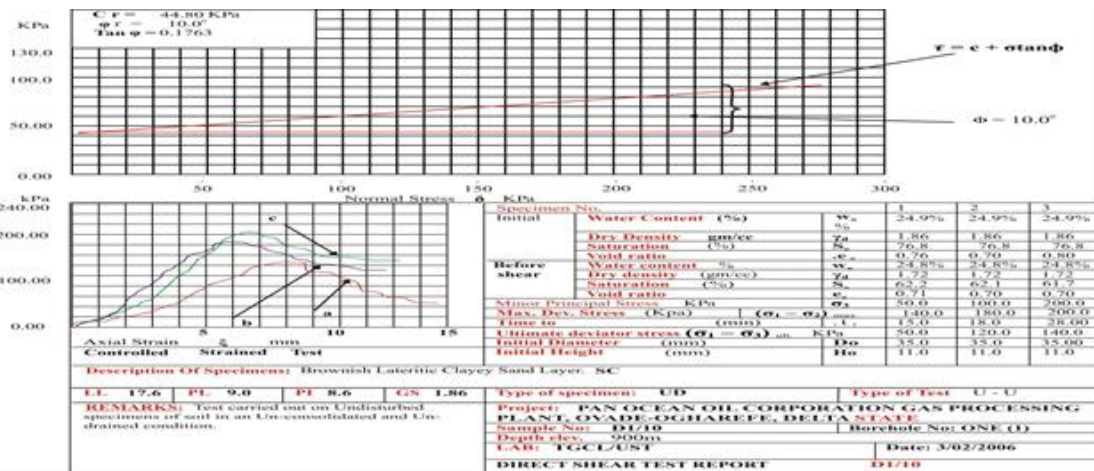 C r = 44.80 KPa
φ r = 10.0°
Tan φ = 0.1763
KPa
130.0
100.0
50.00
0.00
τ = c + σtanϕ
Φ = 10.0°
50 100 150 200 250 300
Normal Stress KPa
kPa
240.00
200.00
100.00
0.00
c
b
a
5 10 15
Axial Strain ξ mm
Controlled Strained Test
Specimen No. 1 2 3
Initial Water Content (%) 24.9% 24.9% 24.9%
Dry Density gm/cc 1.86 1.86 1.86
Saturation (%) 76.8 76.8 76.8
Void ratio 0.76 0.70 0.80
Before shear
Water content % 24.8% 24.8% 24.8%
Dry density (gm/cc) 1.72 1.72 1.72
Saturation (%) 62.2 62.1 61.7
Void ratio 0.71 0.70 0.70
Minor Principal Stress KPa σ₃ 50.0 100.0 200.0
Max. Dev. Stress (Kpa) (σ₁ – σ₃) max 140.0 180.0 200.0
Time to (min) 15.0 18.0 28.00
Ultimate deviator stress (σ₁ – σ₃) ult. KPa 50.0 120.0 140.0
Initial Diameter (mm) Do 35.0 35.0 35.00
Initial Height (mm) Ho 11.0 11.0 11.0
Description Of Specimens: Brownish Lateritic Clayey Sand Layer. SC
LL 17.6 PL 9.0 PI 8.6 GS 1.86 Type of specimen: UD Type of Test U - U
REMARKS: Test carried out on Undisturbed
specimens of soil in an Un-consolidated and Un-
drained condition.
Project: PAN OCEAN OIL CORPORATION GAS PROCESSING
PLANT, OVADE-OGHAREFE, DELTA STATE
Sample No: D1/10 Borehole No: ONE (1)
Depth elev. 900m
LAB: TGCL/UST Date: 3/02/2006
DIRECT SHEAR TEST REPORT D1/10